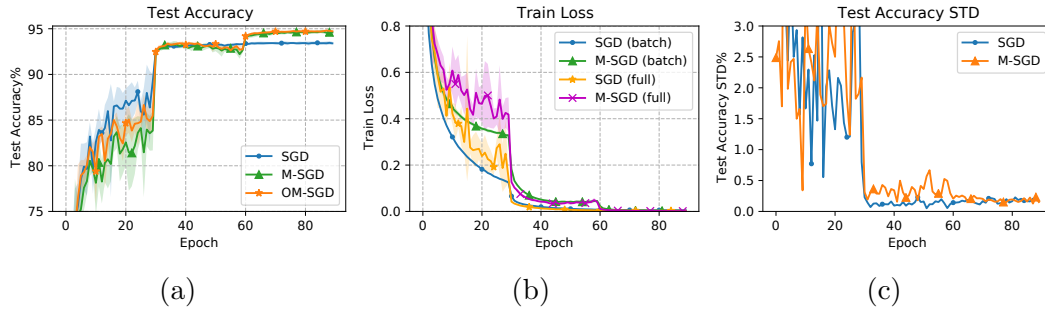 Test Accuracy
Test Accuracy%
95
90
85
80
75
SGD
M-SGD
OM-SGD
0
20
40
60
80
Epoch
(a)
Train Loss
Train Loss
0.8
0.6
0.4
0.2
0.0
SGD (batch)
M-SGD (batch)
SGD (full)
M-SGD (full)
0
20
40
60
80
Epoch
(b)
Test Accuracy STD
Test Accuracy STD%
3.0
2.5
2.0
1.5
1.0
0.5
0.0
SGD
M-SGD
0
20
40
60
80
Epoch
(c)